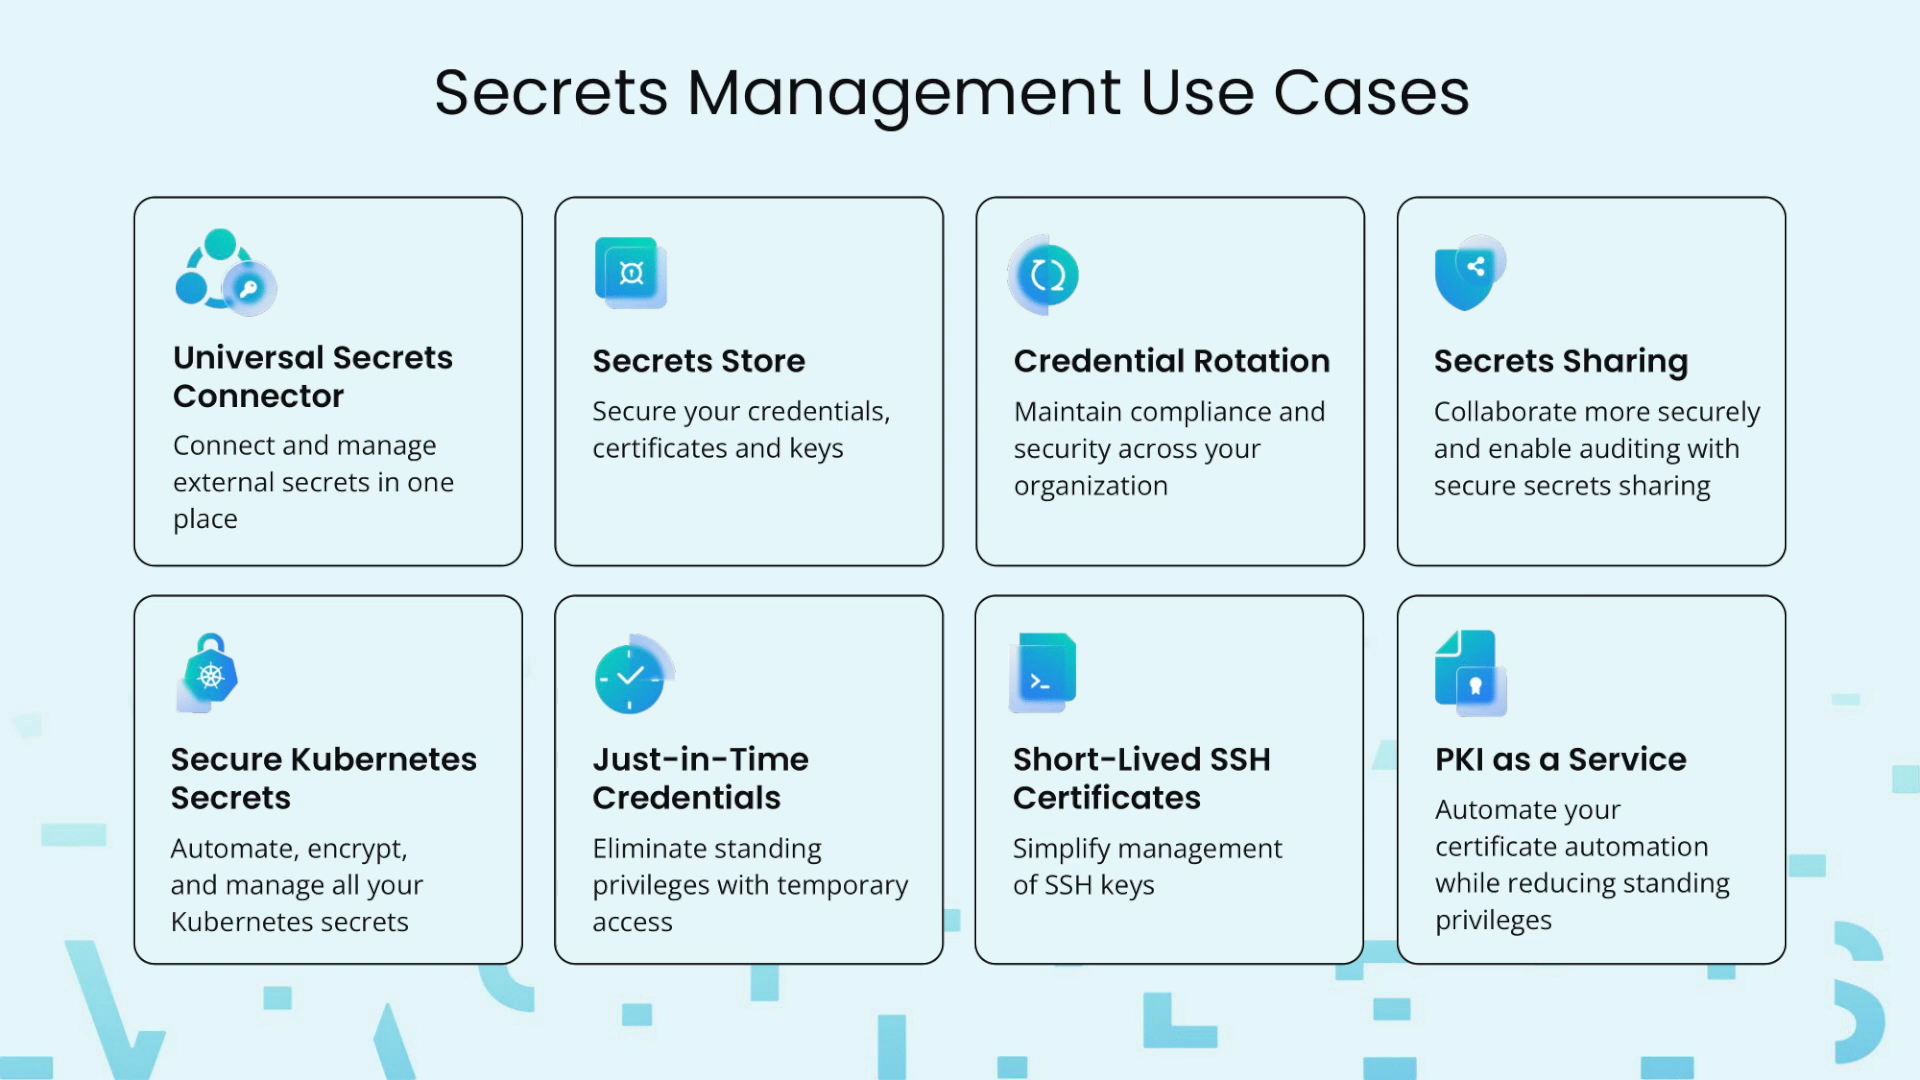 Secrets Management Use Cases
Universal Secrets
Connector
Connect and manage
external secrets in one
place
Secrets Store
Secure your credentials,
certificates and keys
Credential Rotation
Maintain compliance and
security across your
organization
Secrets Sharing
Collaborate more securely
and enable auditing with
secure secrets sharing
Secure Kubernetes
Secrets
Automate, encrypt,
and manage all your
Kubernetes secrets
Just-in-Time
Credentials
Eliminate standing
privileges with temporary
access
Short-Lived SSH
Certificates
Simplify management
of SSH keys
PKI as a Service
Automate your
certificate automation
while reducing standing
privileges